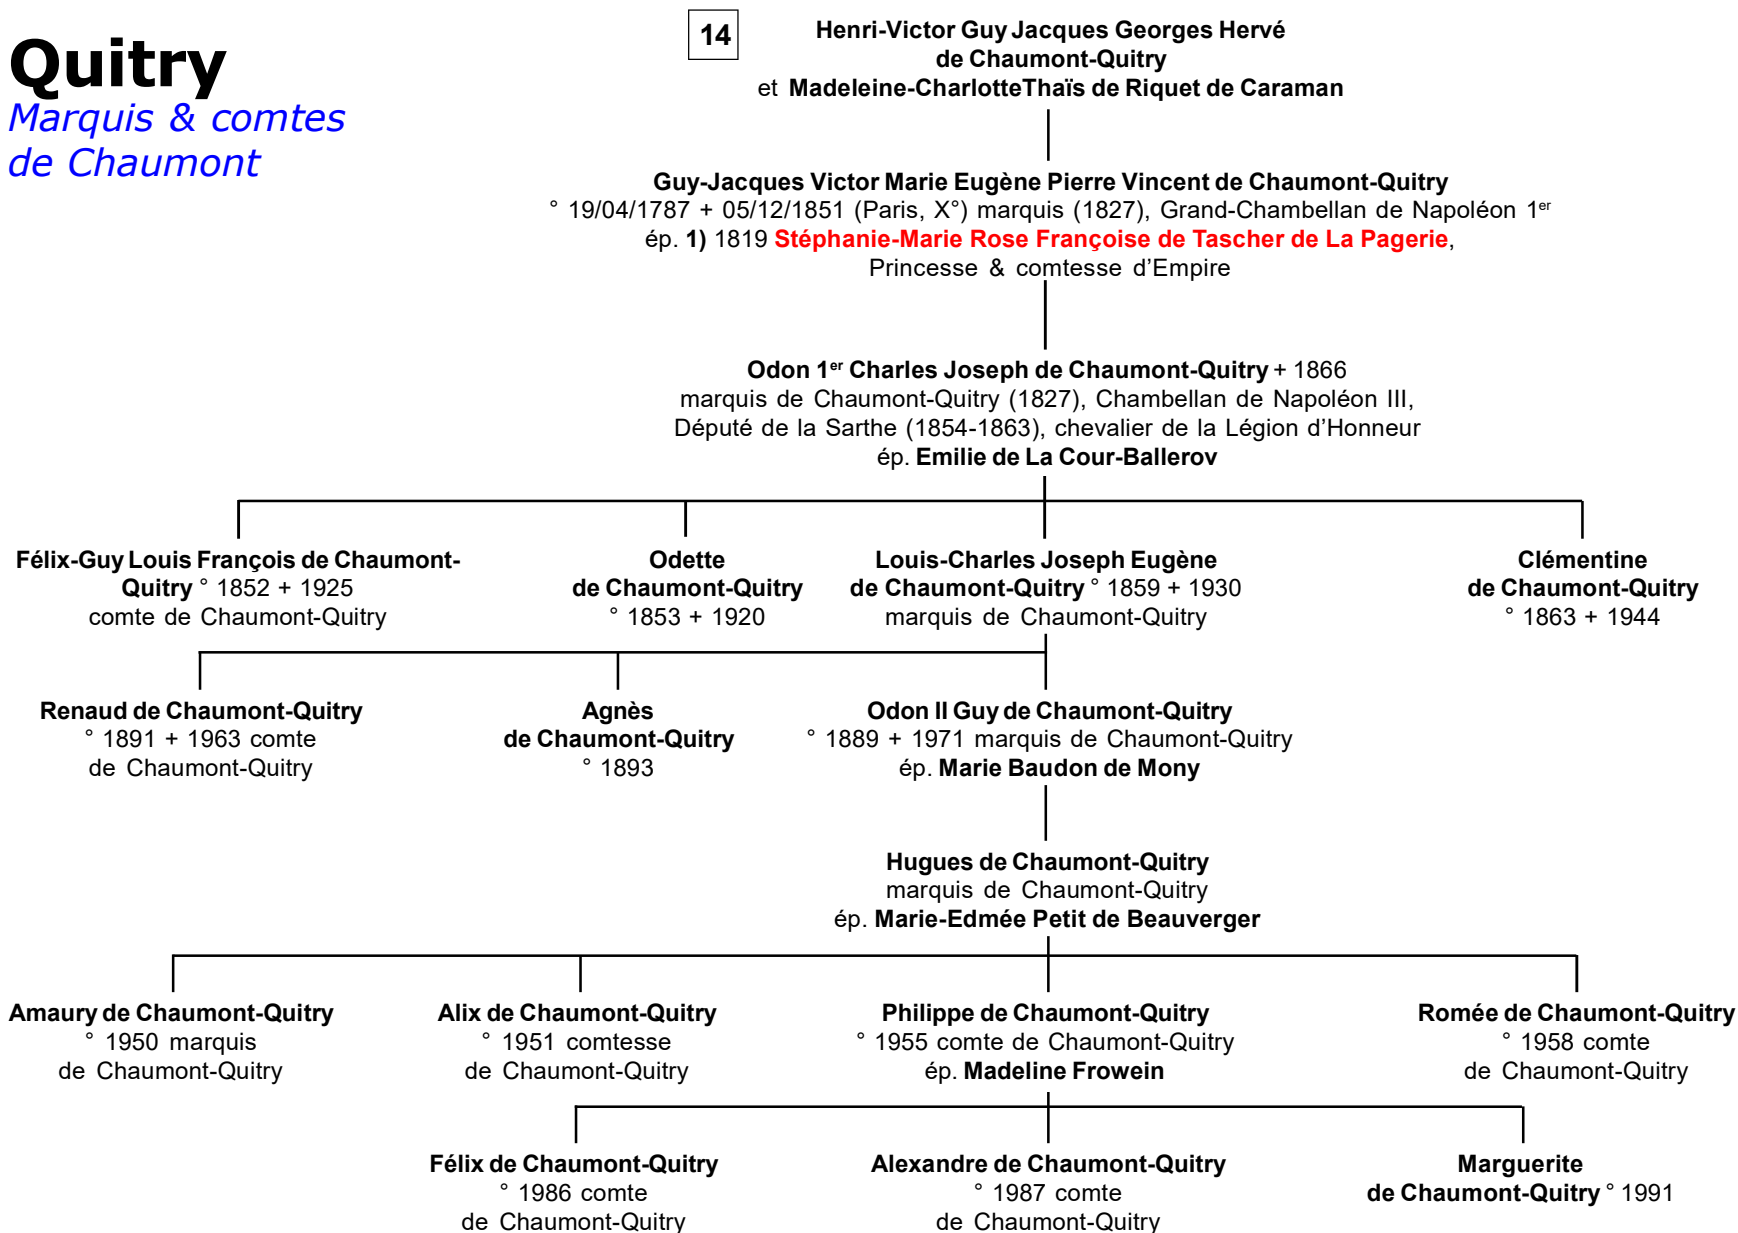 Quitry
Marquis & comtes
de Chaumont
14
Henri-Victor Guy Jacques Georges Hervé
de Chaumont-Quitry
et Madeleine-CharlotteThaïs de Riquet de Caraman
Guy-Jacques Victor Marie Eugène Pierre Vincent de Chaumont-Quitry
° 19/04/1787 + 05/12/1851 (Paris, X°) marquis (1827), Grand-Chambellan de Napoléon 1er
ép. 1) 1819 Stéphanie-Marie Rose Françoise de Tascher de La Pagerie,
Princesse & comtesse d'Empire
Odon 1er Charles Joseph de Chaumont-Quitry + 1866
marquis de Chaumont-Quitry (1827), Chambellan de Napoléon III,
Député de la Sarthe (1854-1863), chevalier de la Légion d'Honneur
ép. Emilie de La Cour-Ballerov
Félix-Guy Louis François de Chaumont-
Quitry ° 1852 + 1925
comte de Chaumont-Quitry
Odette
de Chaumont-Quitry
° 1853 + 1920
Louis-Charles Joseph Eugène
de Chaumont-Quitry ° 1859 + 1930
marquis de Chaumont-Quitry
Clémentine
de Chaumont-Quitry
° 1863 + 1944
Renaud de Chaumont-Quitry
° 1891 + 1963 comte
de Chaumont-Quitry
Agnès
de Chaumont-Quitry
° 1893
Odon II Guy de Chaumont-Quitry
° 1889 + 1971 marquis de Chaumont-Quitry
ép. Marie Baudon de Mony
Hugues de Chaumont-Quitry
marquis de Chaumont-Quitry
ép. Marie-Edmée Petit de Beauverger
Amaury de Chaumont-Quitry
° 1950 marquis
de Chaumont-Quitry
Alix de Chaumont-Quitry
° 1951 comtesse
de Chaumont-Quitry
Philippe de Chaumont-Quitry
° 1955 comte de Chaumont-Quitry
ép. Madeline Frowein
Romée de Chaumont-Quitry
° 1958 comte
de Chaumont-Quitry
Félix de Chaumont-Quitry
° 1986 comte
de Chaumont-Quitry
Alexandre de Chaumont-Quitry
° 1987 comte
de Chaumont-Quitry
Marguerite
de Chaumont-Quitry ° 1991